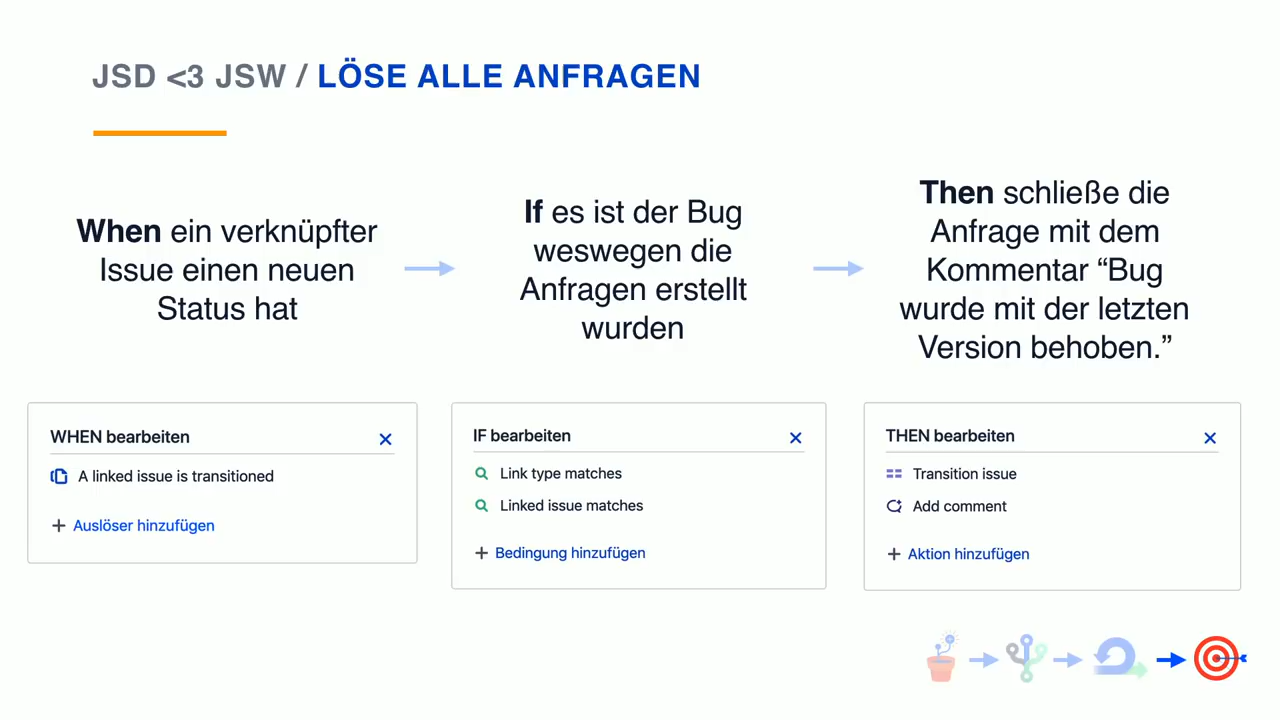 JSD <3 JSW / LÖSE ALLE ANFRAGEN
When ein verknüpfter
Issue einen neuen
Status hat
If es ist der Bug
weswegen die
Anfragen erstellt
wurden
Then schließe die
Anfrage mit dem
Kommentar “Bug
wurde mit der letzten
Version behoben.”
WHEN bearbeiten
A linked issue is transitioned
Auslöser hinzufügen
IF bearbeiten
Link type matches
Linked issue matches
Bedingung hinzufügen
THEN bearbeiten
Transition issue
Add comment
Aktion hinzufügen